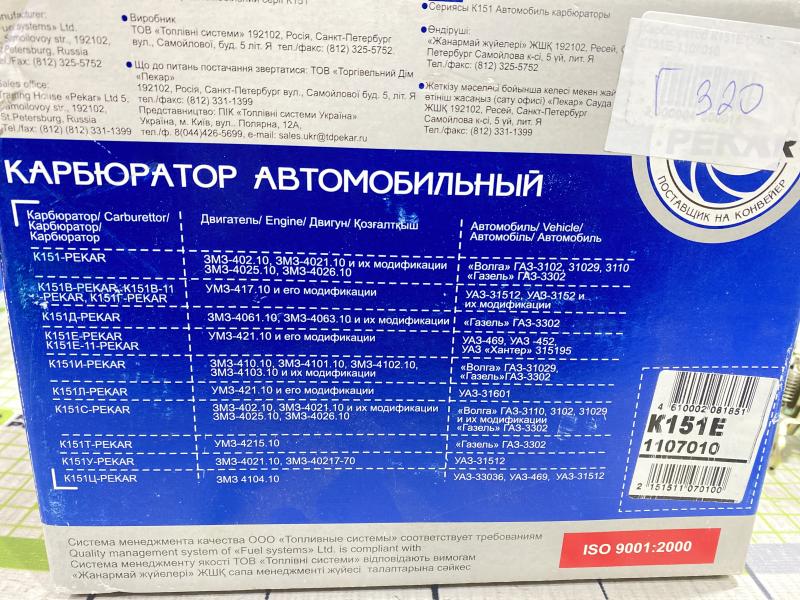 Виробник
ТОВ «Топлівні системи» 192102,
Росія, Санкт-Петербург
вул., Самойлової, буд. 5 літ. Я тел./факс: (812) 325-5752
Що до питань постачання звертатися: ТОВ «Торгівельний Дім
«Пекар»
192102, Росія, Санкт-Петербург, вул., Самойлової буд. 5, літ. Я
тел./факс: (812) 331-1399
Представництво: ПІК «Топлівні системи Україна»
Україна, м. Київ, вул., Полярна, 12А,
тел./ф. 8(044)426-5699, e-mail: sales.ukr@tdpekar.ru
Fuel systems» Ltd.
192102,
Petersburg, Russia
(812) 325-5752
ales office:
Trading House «Pekar» Ltd 5,
Samoilovoy str., 192102,
St.Petersburg, Russia
Tel./fax: (812) 331-1399
Сериясы К151 Автомобиль карбюраторы
Өндіруші:
«Жанармай жүйелері» ЖШҚ 192102, Ресей,
Петербург Самойлова к-сі, 5 үй, лит. Я
Тел./факс: (812) 325-5752
Жеткізу мәселесі бойынша келесі мекен жай
өтініш жасаңыз (сату офисі) «Пекар» Сауда
ЖШҚ 192102, Ресей, Санкт-Петербург
Самойлова к-сі, 5 үй, лит. Я
Тел./факс: (812) 331-1399
320
PEKAR
ПОСТАВЩИК НА КОНВЕЙЕР
КАРБЮРАТОР АВТОМОБИЛЬНЫЙ
Карбюратор/ Carburettor/
Карбюратор/
Карбюратор
Двигатель/ Engine/ Двигун/ Қозғалтқыш
Автомобиль/ Vehicle/
Автомобіль/ Автомобиль
К151-PEKAR
ЗМЗ-402.10, ЗМЗ-4021.10 и их модификации
ЗМЗ-4025.10, ЗМЗ-4026.10
«Волга» ГАЗ-3102, 31029, 3110
«Газель» ГАЗ-3302
К151В-PEKAR, К151В-11
-PEKAR, К151Г-PEKAR
УМЗ-417.10 и его модификации
УАЗ-31512, УАЗ-3152 и
их модификации
К151Д-PEKAR
ЗМЗ-4061.10, ЗМЗ-4063.10 и их модификации
«Газель» ГАЗ-3302
К151Е-PEKAR
К151Е-11-PEKAR
УМЗ-421.10 и его модификации
УАЗ-469, УАЗ -452,
УАЗ «Хантер» 315195
К151И-PEKAR
ЗМЗ-410.10, ЗМЗ-4101.10, ЗМЗ-4102.10,
ЗМЗ-4103.10 и их модификации
«Волга» ГАЗ-31029,
«Газель»ГАЗ-3302
К151Л-PEKAR
УМЗ-421.10 и его модификации
УАЗ-31601
К151С-PEKAR
ЗМЗ-402.10, ЗМЗ-4021.10 и их модификации
ЗМЗ-4025.10, ЗМЗ-4026.10
«Волга» ГАЗ-3110, 3102, 31029
и их модификации
«Газель» ГАЗ-3302
К151Т-PEKAR
УМЗ-4215.10
«Газель» ГАЗ-3302
К151У-PEKAR
ЗМЗ-4021.10, ЗМЗ-40217-70
УАЗ-31512
К151Ц-PEKAR
ЗМЗ 4104.10
УАЗ-33036, УАЗ-469, УАЗ-31512
4 610002 081851
К151Е
1107010
2 151511 070100
Система менеджмента качества ООО «Топливные системы» соответствует требованиям
Quality management system of «Fuel systems» Ltd. is compliant with
Система менеджменту якості ТОВ «Топлівні системи» відповідають вимогам
«Жанармай жүйелері» ЖШҚ сапа менеджменті жүйесі талаптарына сәйкес
ISO 9001:2000